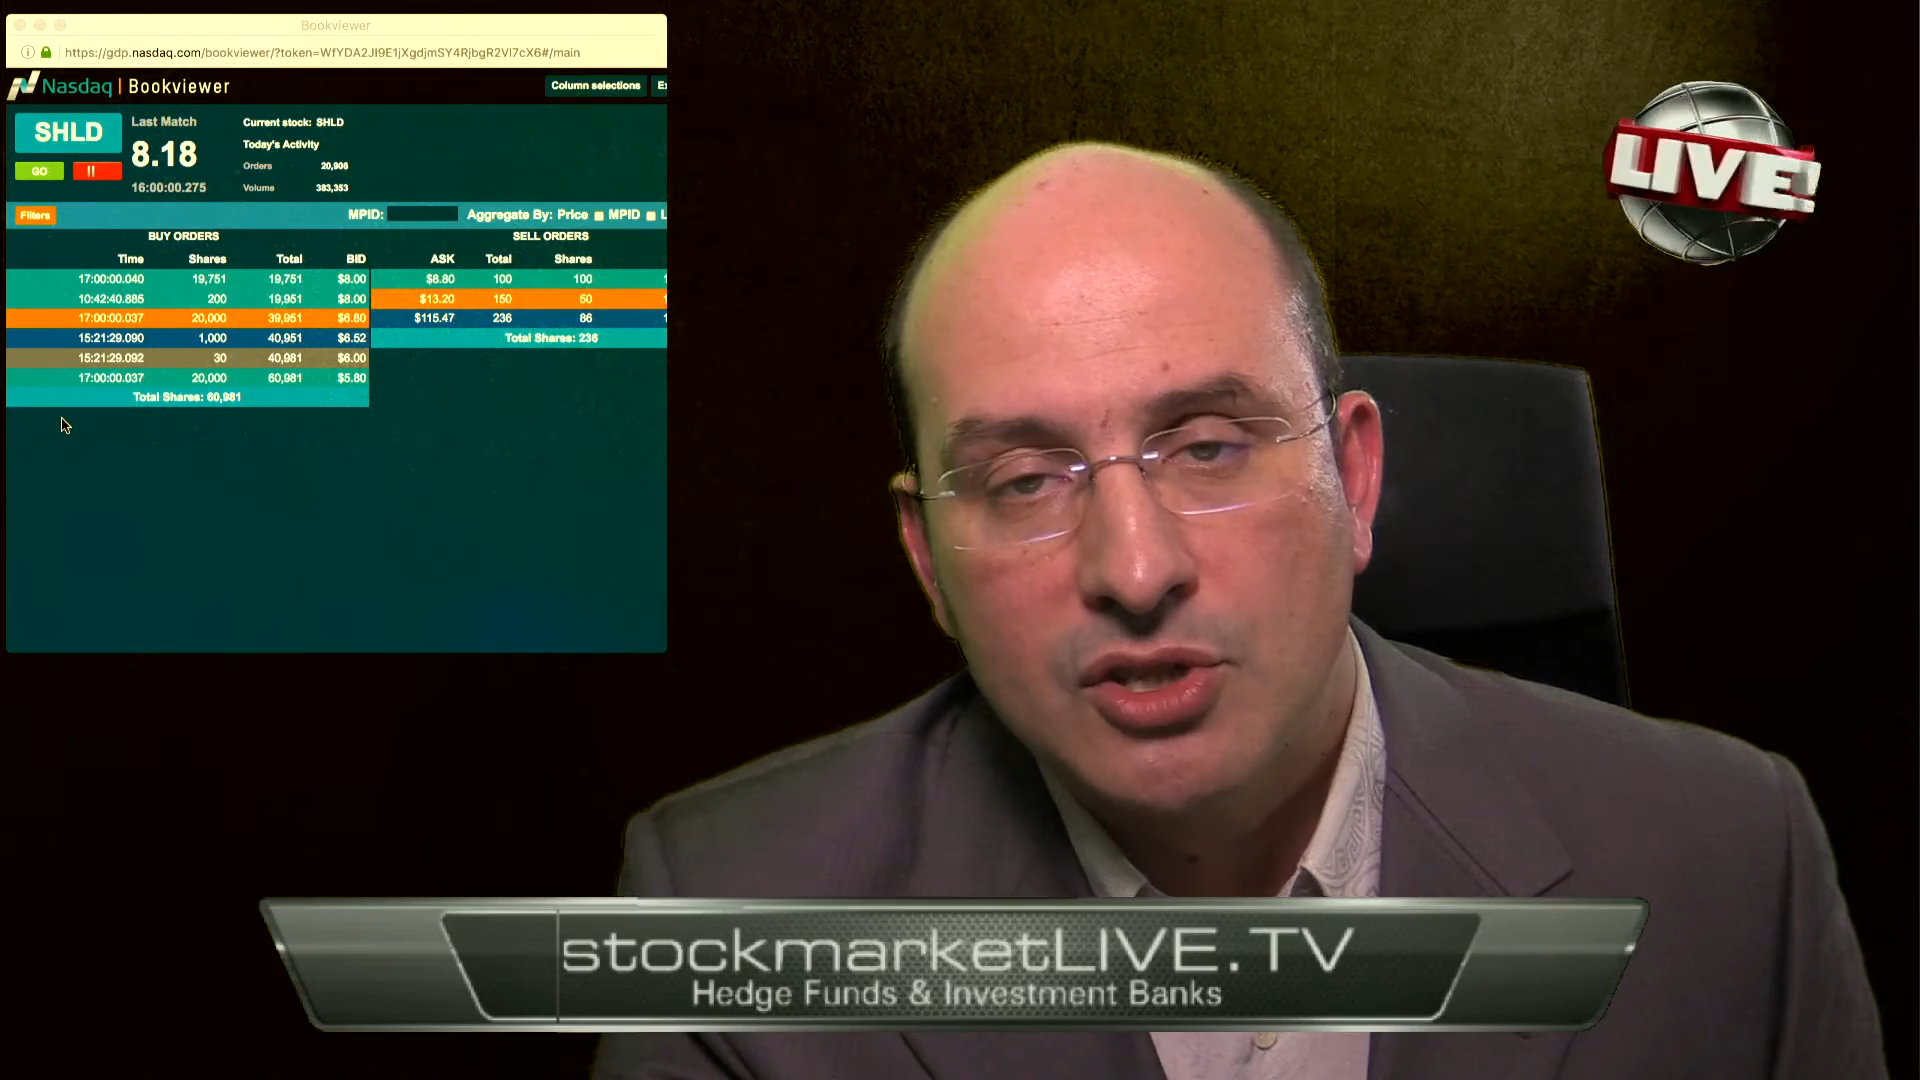 Bookviewer
https://gdp.nasdaq.com/bookviewer/?token=WfYDA2JI9E1jXgdjmSY4RjbgR2Vl7cX6#/main
Nasdaq | Bookviewer
Column selections
Ex
SHLD
Last Match
8.18
16:00:00.275
GO
Current stock: SHLD
Today's Activity
Orders 20,906
Volume 383,353
Filters
MPID:
Aggregate By: Price MPID L
BUY ORDERS
Time Shares Total BID
17:00:00.040 19,751 19,751 $8.00
10:42:40.885 200 19,951 $8.00
17:00:00.037 20,000 39,951 $6.80
15:21:29.090 1,000 40,951 $6.52
15:21:29.092 30 40,981 $6.00
17:00:00.037 20,000 60,981 $5.80
Total Shares: 60,981
SELL ORDERS
ASK Total Shares
$8.80 100 100 1
$13.20 150 50 1
$115.47 236 86 1
Total Shares: 236
LIVE!
stockmarketLIVE.TV
Hedge Funds & Investment Banks